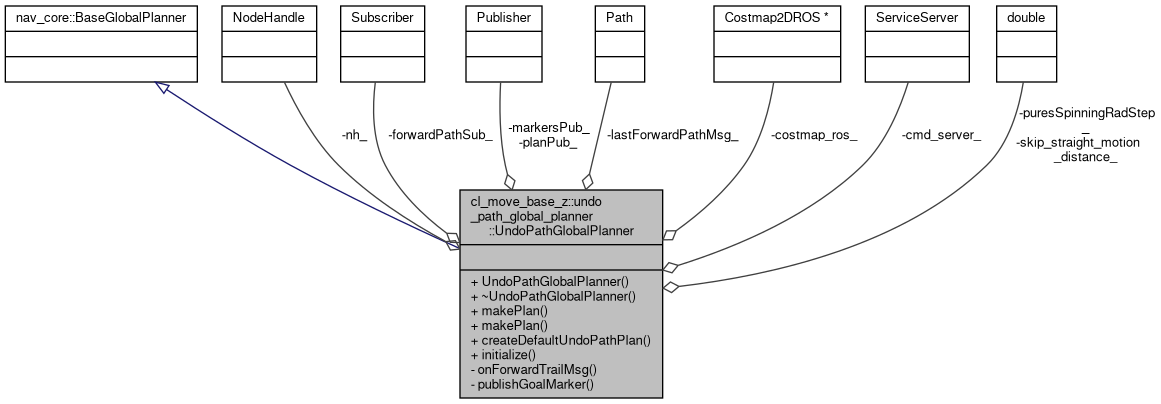 nav_core::BaseGlobalPlanner
NodeHandle
Subscriber
Publisher
Path
Costmap2DROS *
ServiceServer
double
-nh_
-forwardPathSub_
-markersPub_
-planPub_
-lastForwardPathMsg_
-costmap_ros_
-cmd_server_
-puresSpinningRadStep
_
-skip_straight_motion
_distance_
cl_move_base_z::undo
_path_global_planner
::UndoPathGlobalPlanner
+ UndoPathGlobalPlanner()
+ ~UndoPathGlobalPlanner()
+ makePlan()
+ makePlan()
+ createDefaultUndoPathPlan()
+ initialize()
- onForwardTrailMsg()
- publishGoalMarker()